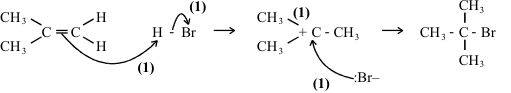 CH₃ H (1) CH₃ (1) CH₃
C = C H - Br + C - CH₃ CH₃ - C - Br
CH₃ H CH₃ CH₃
(1) (1) :Br–